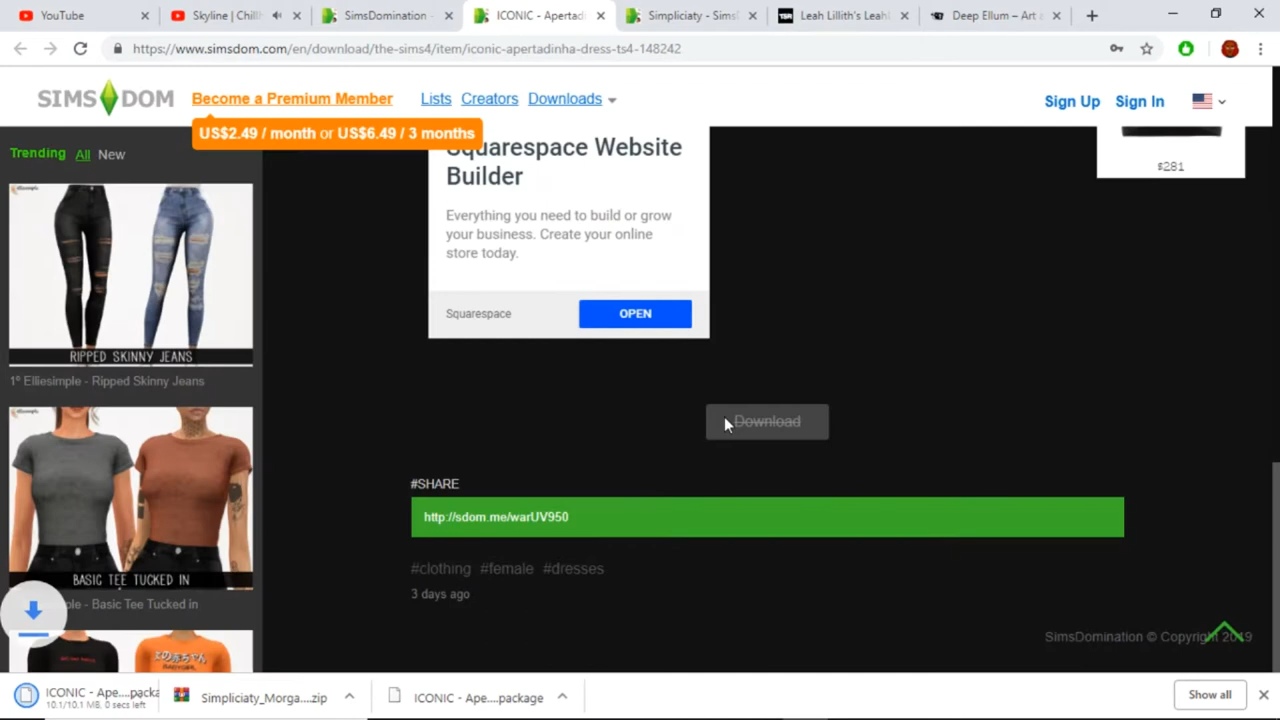 YouTube
Skyline | Chill
SimsDomination -
ICONIC - Apertad
Simpliciaty - Sims
Leah Lillith's Leah
Deep Ellum – Art a
https://www.simsdom.com/en/download/the-sims4/item/iconic-apertadinha-dress-ts4-148242
SIMS DOM
Become a Premium Member
Lists
Creators
Downloads
Sign Up
Sign In
US$2.49 / month or US$6.49 / 3 months
Trending
All
New
Squarespace Website
Builder
Everything you need to build or grow
your business. Create your online
store today.
Squarespace
OPEN
$281
RIPPED SKINNY JEANS
1º Elliesimple - Ripped Skinny Jeans
BASIC TEE TUCKED IN
ple - Basic Tee Tucked in
Download
#SHARE
http://sdom.me/warUV950
#clothing #female #dresses
3 days ago
SimsDomination © Copyright 2019
ICONIC - Ape....packa
10.1/10.1 MB, 0 secs left
Simpliciaty_Morga....zip
ICONIC - Ape....package
Show all